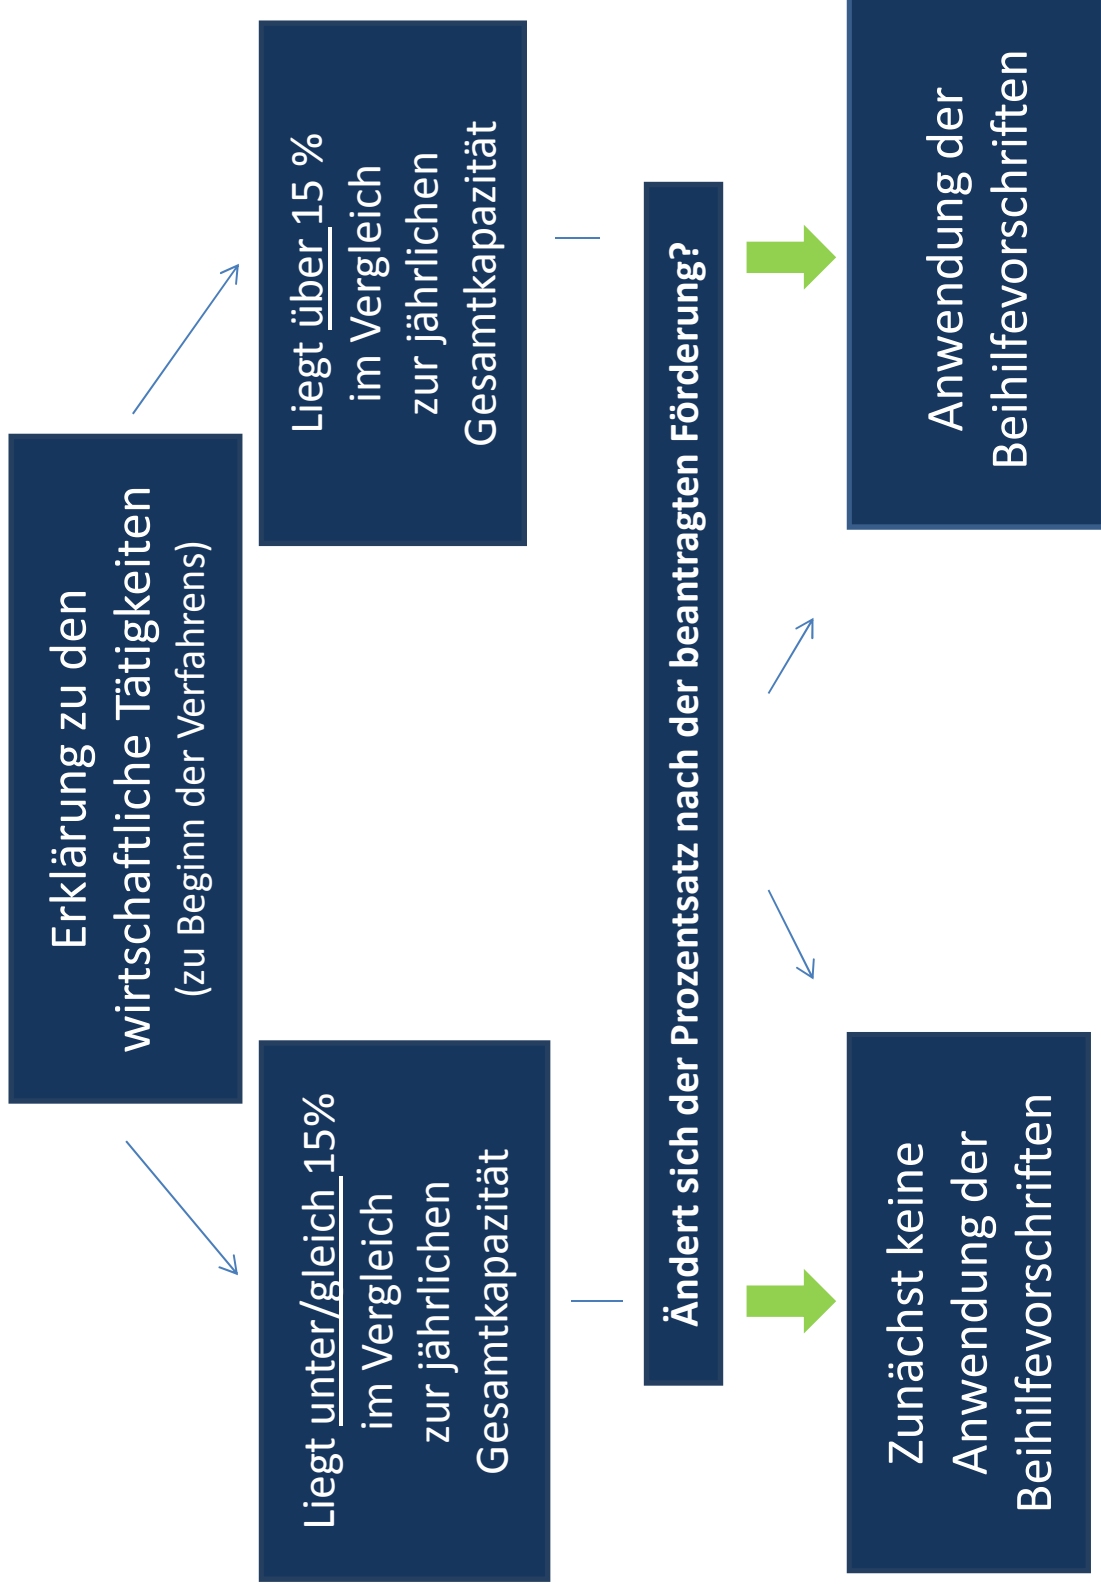 Erklärung zu den
wirtschaftliche Tätigkeiten
(zu Beginn der Verfahrens)
Liegt unter/gleich 15%
im Vergleich
zur jährlichen
Gesamtkapazität
Liegt über 15 %
im Vergleich
zur jährlichen
Gesamtkapazität
Ändert sich der Prozentsatz nach der beantragten Förderung?
Zunächst keine
Anwendung der
Beihilfevorschriften
Anwendung der
Beihilfevorschriften